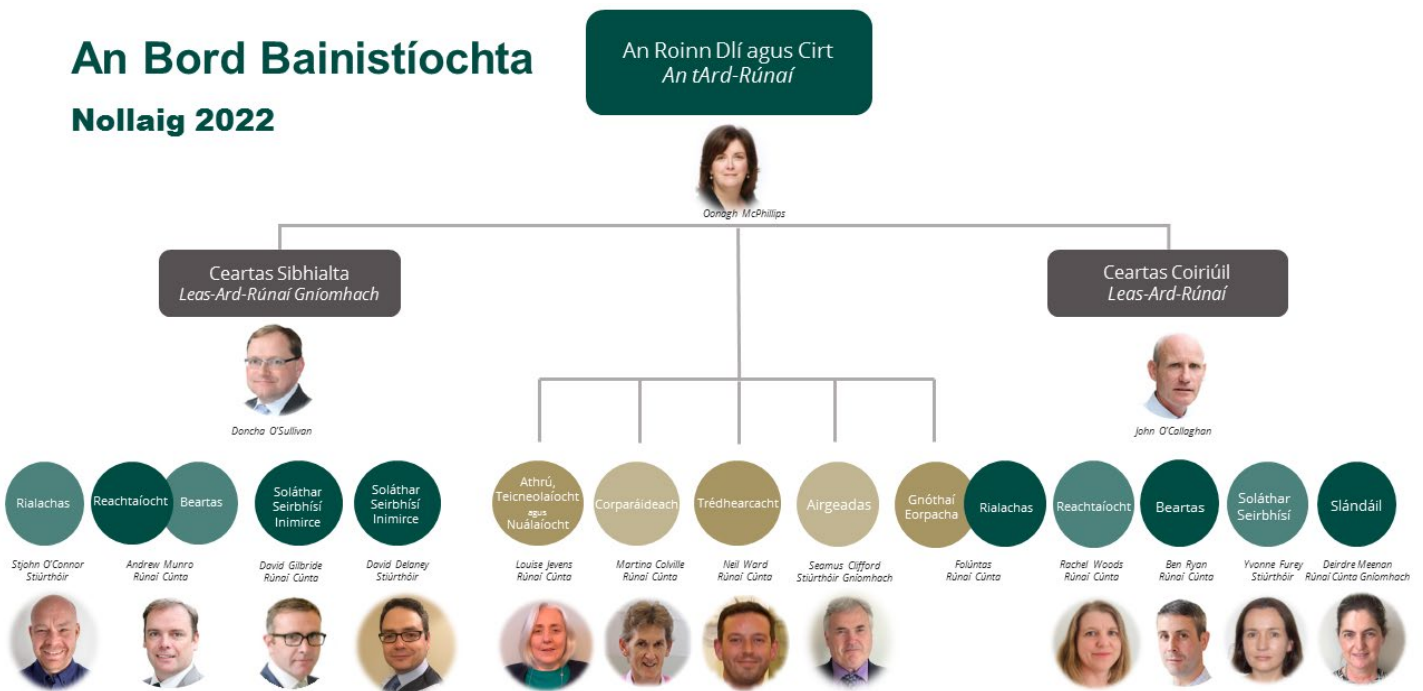 An Bord Bainistíochta
Nollaig 2022
An Roinn Dlí agus Cirt
An tArd-Rúnaí
Oonagh McPhillips
Ceartas Sibhialta
Leas-Ard-Rúnaí Gníomhach
Doncha O'Sullivan
Ceartas Coiriúil
Leas-Ard-Rúnaí
John O'Callaghan
Rialachas
Stjohn O'Connor
Stiúrthóir
Reachtaíocht
Beartas
Andrew Munro
Rúnaí Cúnta
Soláthar
Seirbhísí
Inimirce
David Gilbride
Rúnaí Cúnta
Soláthar
Seirbhísí
Inimirce
David Delaney
Stiúrthóir
Athrú,
Teicneolaíocht
agus
Nuálaíocht
Louise Jevens
Rúnaí Cúnta
Corparáideach
Martina Colville
Rúnaí Cúnta
Trédhearcacht
Neil Ward
Rúnaí Cúnta
Airgeadas
Seamus Clifford
Stiúrthóir Gníomhach
Gnóthaí
Eorpacha
Rialachas
Folúntas
Rúnaí Cúnta
Reachtaíocht
Rachel Woods
Rúnaí Cúnta
Beartas
Ben Ryan
Rúnaí Cúnta
Soláthar
Seirbhísí
Yvonne Furey
Stiúrthóir
Slándáil
Deirdre Meenan
Rúnaí Cúnta Gníomhach